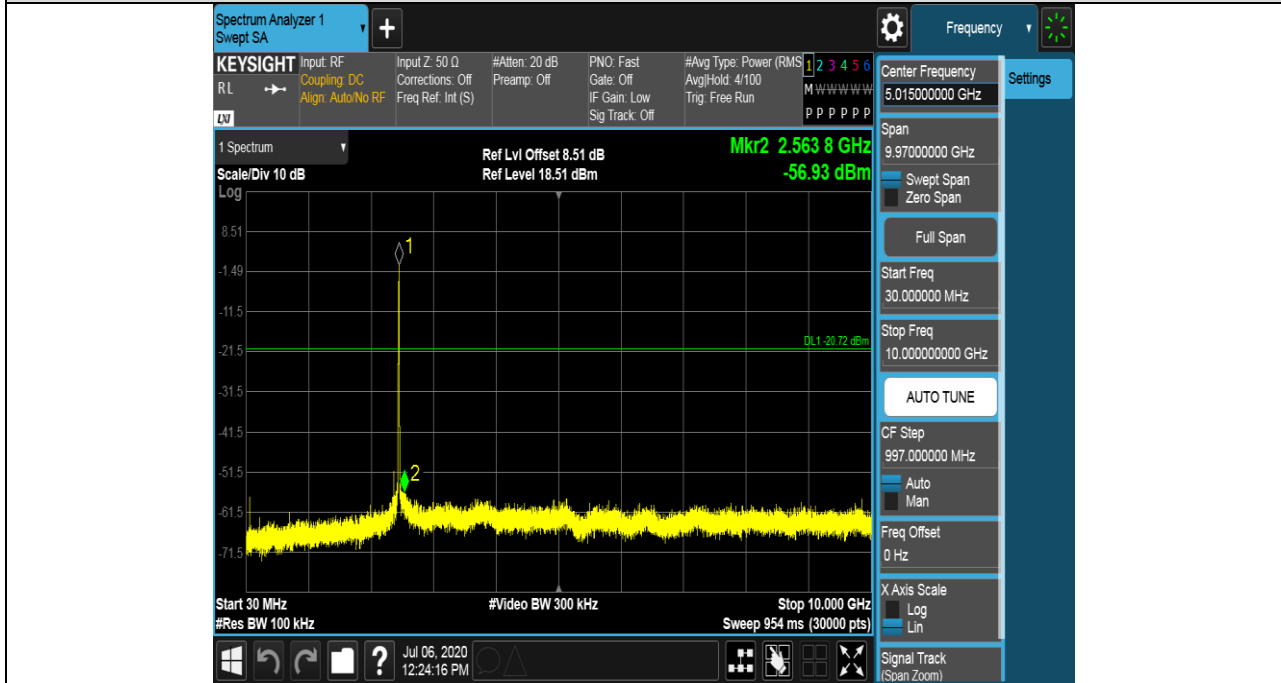 Spectrum Analyzer 1
Swept SA
Frequency
KEYSIGHT
RL
LXI
Input: RF
Coupling: DC
Align: Auto/No RF
Input Z: 50 Ω
Corrections: Off
Freq Ref: Int (S)
#Atten: 20 dB
Preamp: Off
PNO: Fast
Gate: Off
IF Gain: Low
Sig Track: Off
#Avg Type: Power (RMS
Avg|Hold: 4/100
Trig: Free Run
1 2 3 4 5 6
M W W W W W
P P P P P P
1 Spectrum
Scale/Div 10 dB
Log
Ref Lvl Offset 8.51 dB
Ref Level 18.51 dBm
Mkr2 2.563 8 GHz
-56.93 dBm
8.51
-1.49
-11.5
-21.5
-31.5
-41.5
-51.5
-61.5
-71.5
1
2
DL1 -20.72 dBm
Start 30 MHz
#Res BW 100 kHz
#Video BW 300 kHz
Stop 10.000 GHz
Sweep 954 ms (30000 pts)
Jul 06, 2020
12:24:16 PM
Center Frequency
5.015000000 GHz
Span
9.97000000 GHz
Swept Span
Zero Span
Full Span
Start Freq
30.000000 MHz
Stop Freq
10.000000000 GHz
AUTO TUNE
CF Step
997.000000 MHz
Auto
Man
Freq Offset
0 Hz
X Axis Scale
Log
Lin
Signal Track
(Span Zoom)
Settings